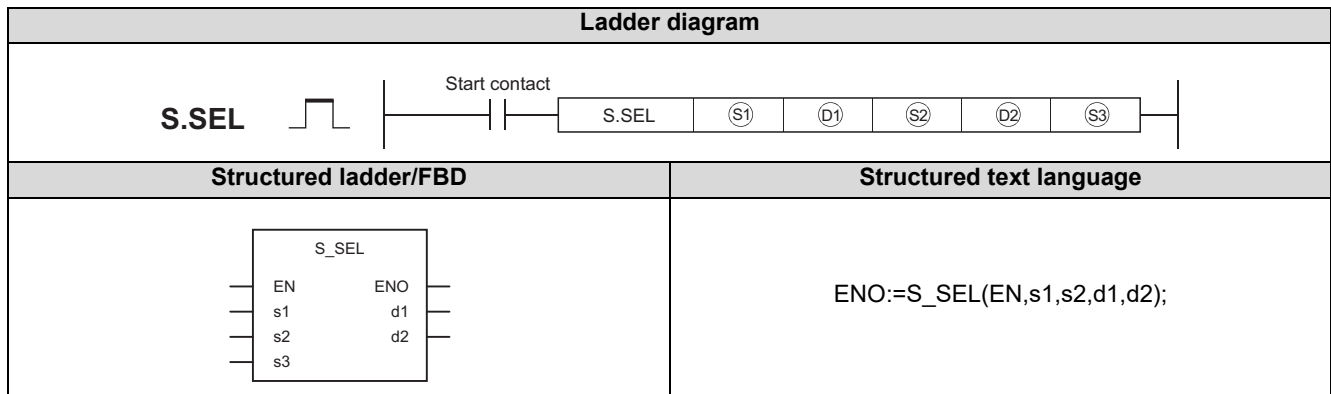 Ladder diagram
Start contact
S.SEL
S.SEL S1 D1 S2 D2 S3
Structured ladder/FBD
Structured text language
S_SEL
EN ENO
s1 d1
s2 d2
s3
ENO:=S_SEL(EN,s1,s2,d1,d2);